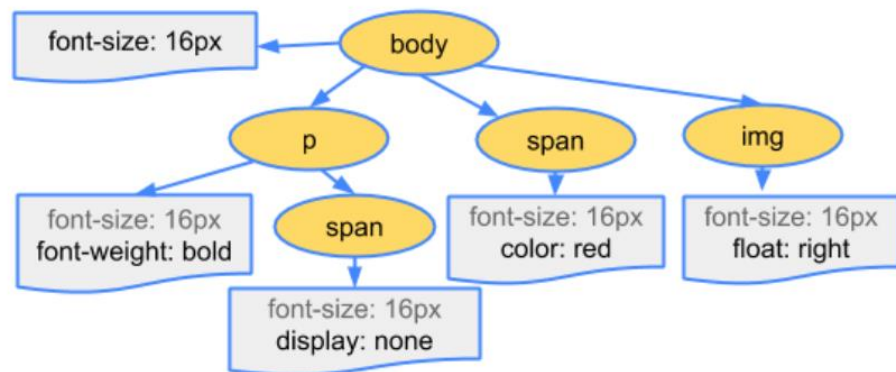 font-size: 16px
body
p
span
img
font-size: 16px
font-weight: bold
span
font-size: 16px
color: red
font-size: 16px
float: right
font-size: 16px
display: none